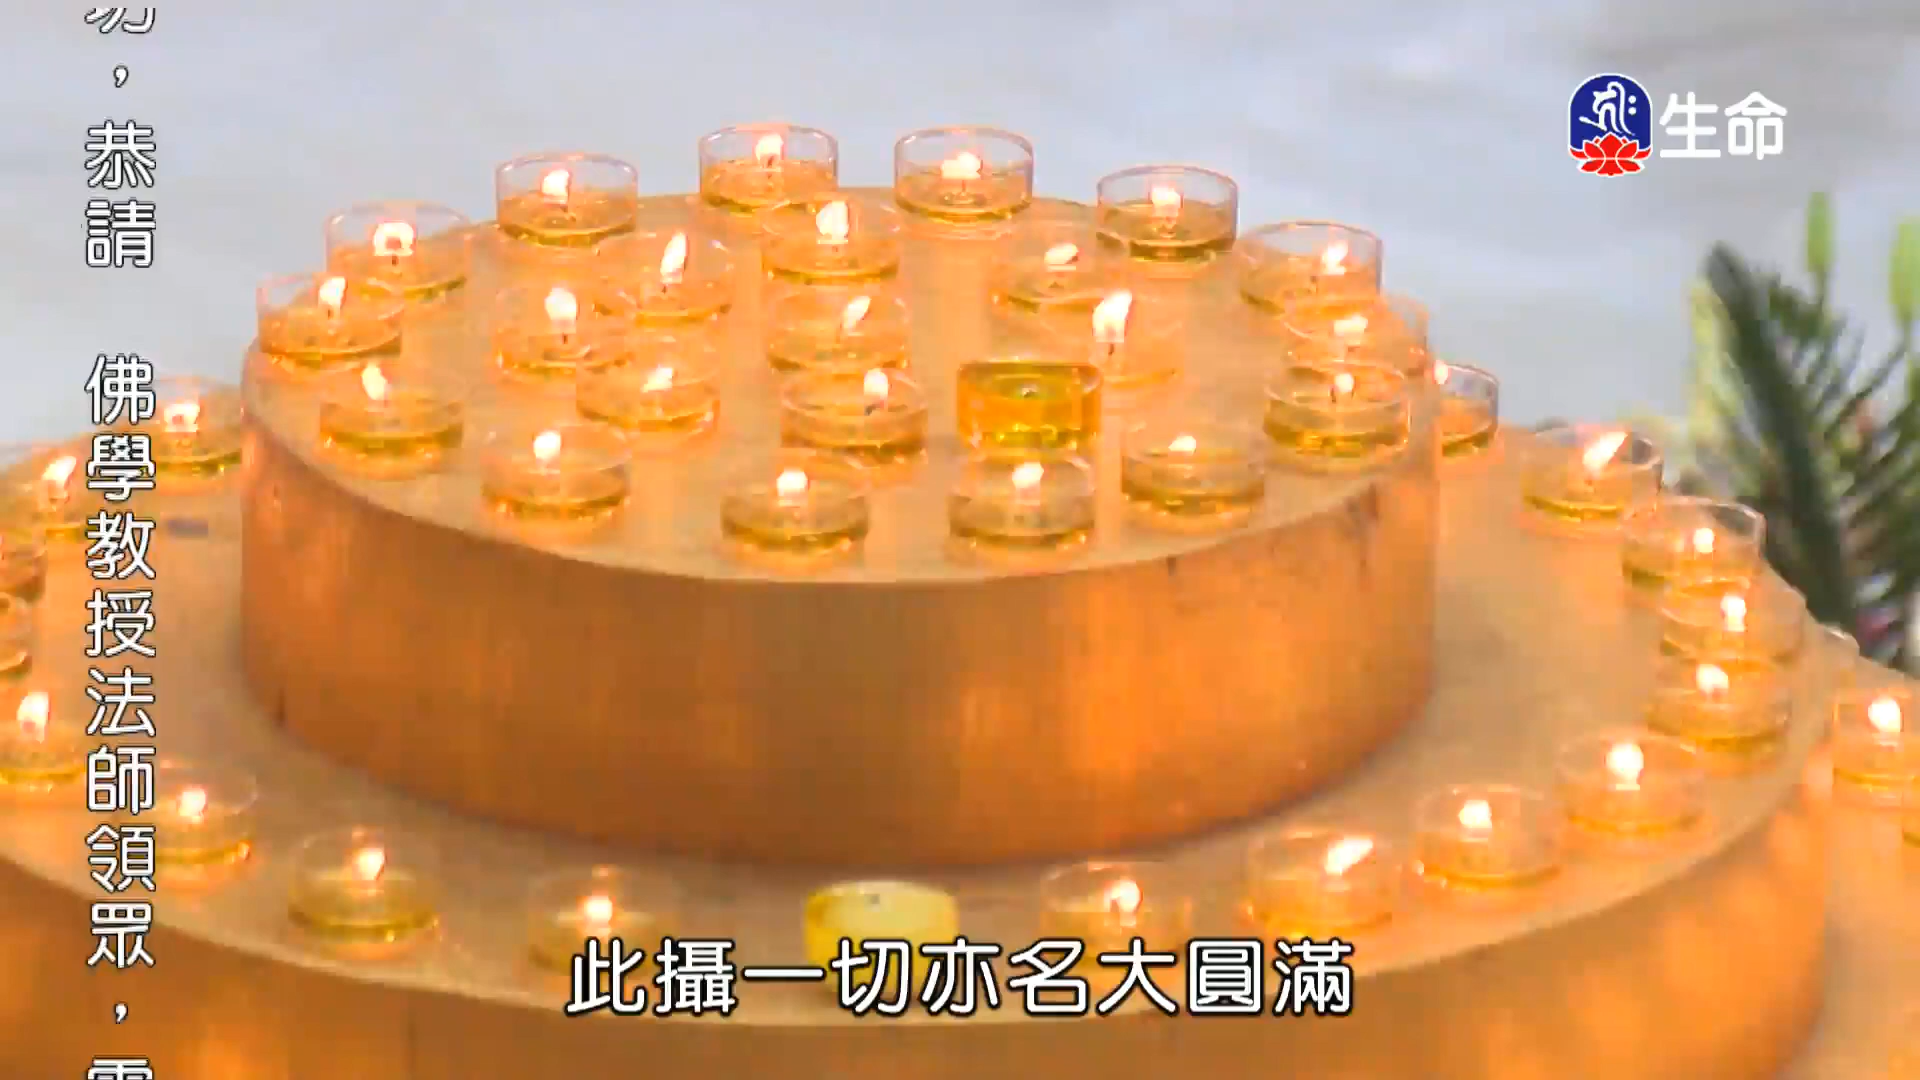 ，恭請　佛學教授法師領眾，
生命
此攝一切亦名大圓滿